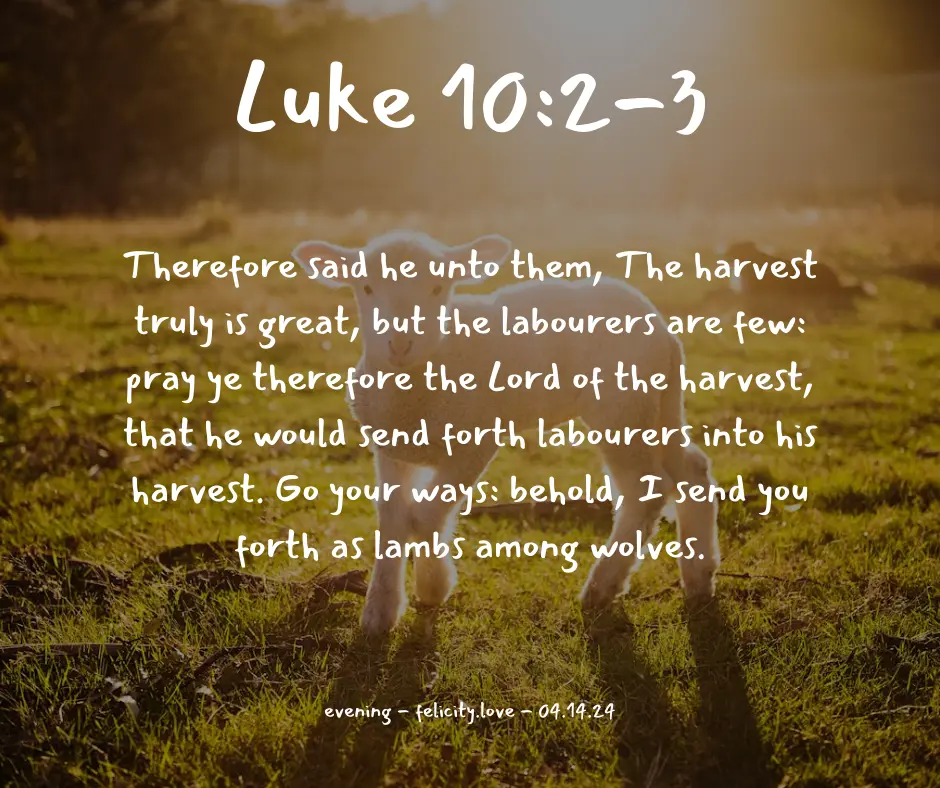 Luke 10:2-3
Therefore said he unto them, The harvest
truly is great, but the labourers are few:
pray ye therefore the Lord of the harvest,
that he would send forth labourers into his
harvest. Go your ways: behold, I send you
forth as lambs among wolves.
evening - felicity.love - 04.14.24